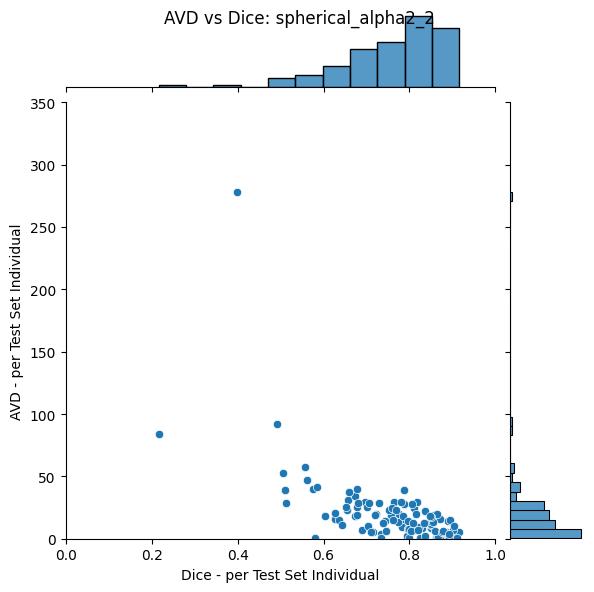 AVD vs Dice: spherical_alpha2_2
350
300
250
200
150
100
50
0
AVD - per Test Set Individual
0.0 0.2 0.4 0.6 0.8 1.0
Dice - per Test Set Individual